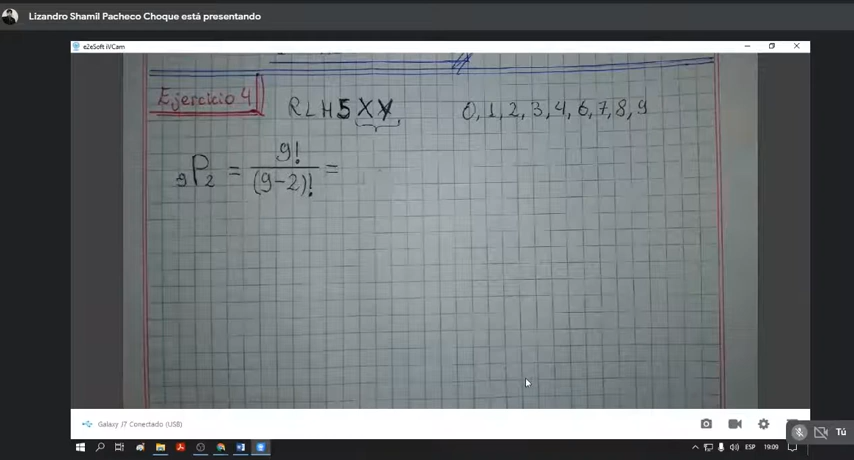 Lizandro Shamil Pacheco Choque está presentando
e2eSoft iVCam
Ejercicio 4
RLH5XY
0, 1, 2, 3, 4, 6, 7, 8, 9
₉P₂ = 9! / (9-2)! =
Galaxy J7 Conectado (USB)
Tú
ESP
19:09